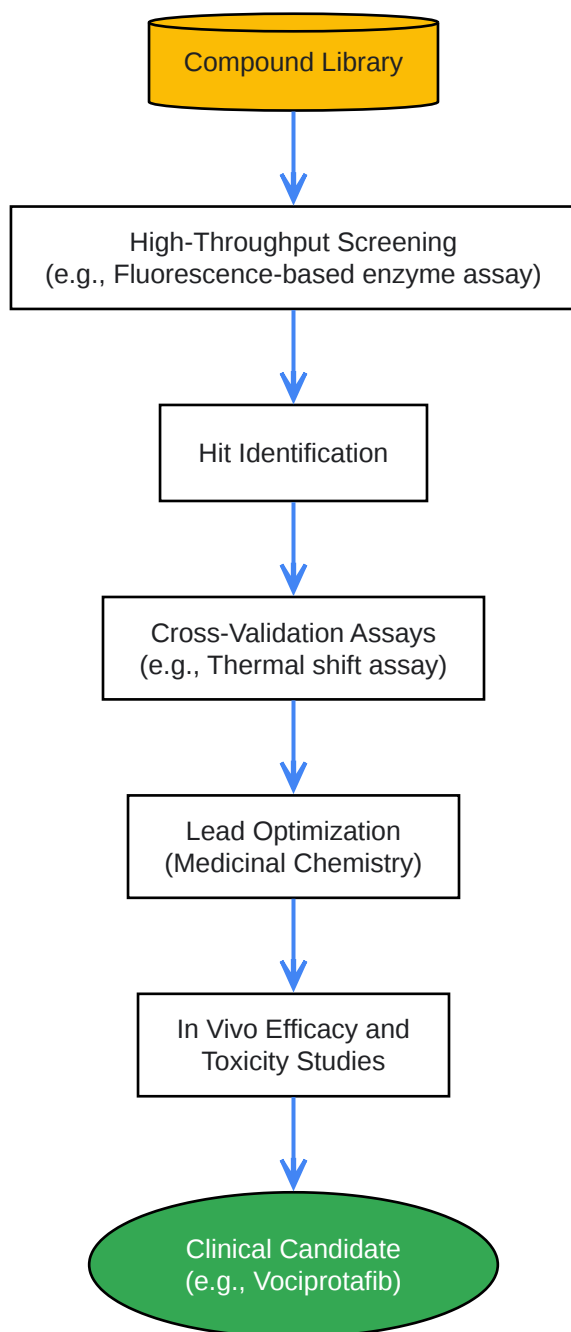 Compound Library
High-Throughput Screening
(e.g., Fluorescence-based enzyme assay)
Hit Identification
Cross-Validation Assays
(e.g., Thermal shift assay)
Lead Optimization
(Medicinal Chemistry)
In Vivo Efficacy and
Toxicity Studies
Clinical Candidate
(e.g., Vociprotafib)